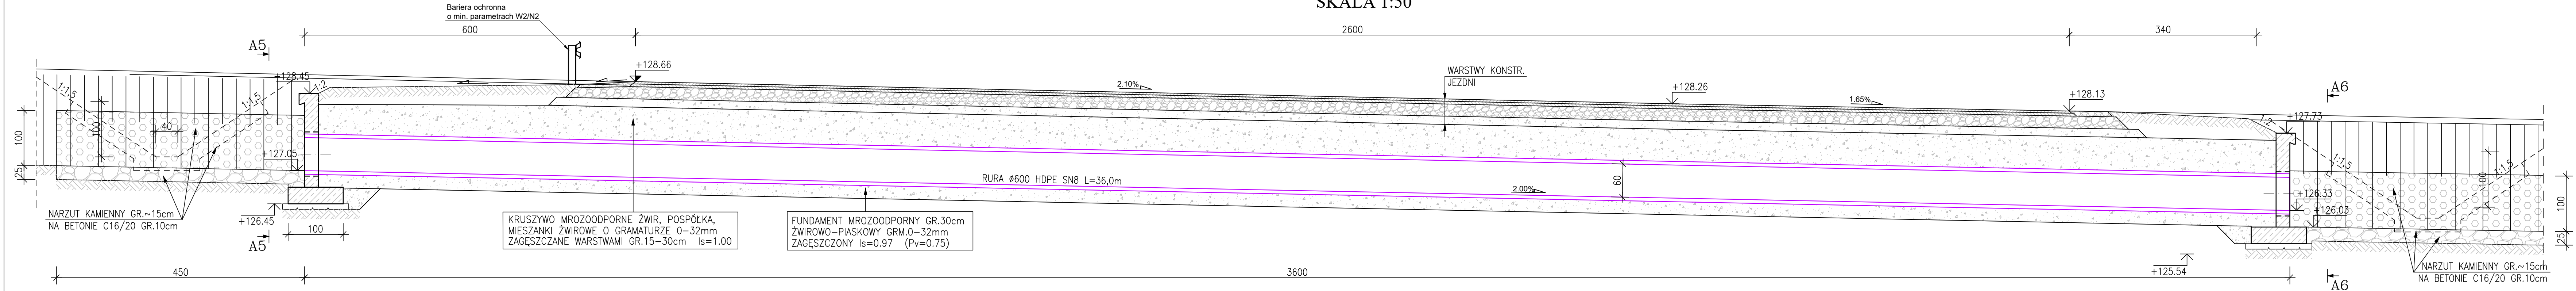 SKALA 1:50
Bariera ochronna
o min. parametrach W2/N2
600
2600
340
A5
A6
+128.45
+128.66
WARSTWY KONSTR.
JEZDNI
+128.26
+128.13
+127.73
2.10%
1.65%
1:2
1:2
1:1,5
1:1,5
1:1,5
1:1,5
100
25
100
40
+127.05
RURA Ø600 HDPE SN8 L=36,0m
60
2.00%
+126.33
+126.03
100
100
25
NARZUT KAMIENNY GR.~15cm
NA BETONIE C16/20 GR.10cm
+126.45
100
A5
KRUSZYWO MROZOODPORNE ŻWIR, POSPÓŁKA,
MIESZANKI ŻWIROWE O GRAMATURZE 0-32mm
ZAGĘSZCZANE WARSTWAMI GR.15-30cm Is=1.00
FUNDAMENT MROZOODPORNY GR.30cm
ŻWIROWO-PIASKOWY GRM.0-32mm
ZAGĘSZCZONY Is=0.97 (Pv=0.75)
450
3600
+125.54
A6
NARZUT KAMIENNY GR.~15cm
NA BETONIE C16/20 GR.10cm